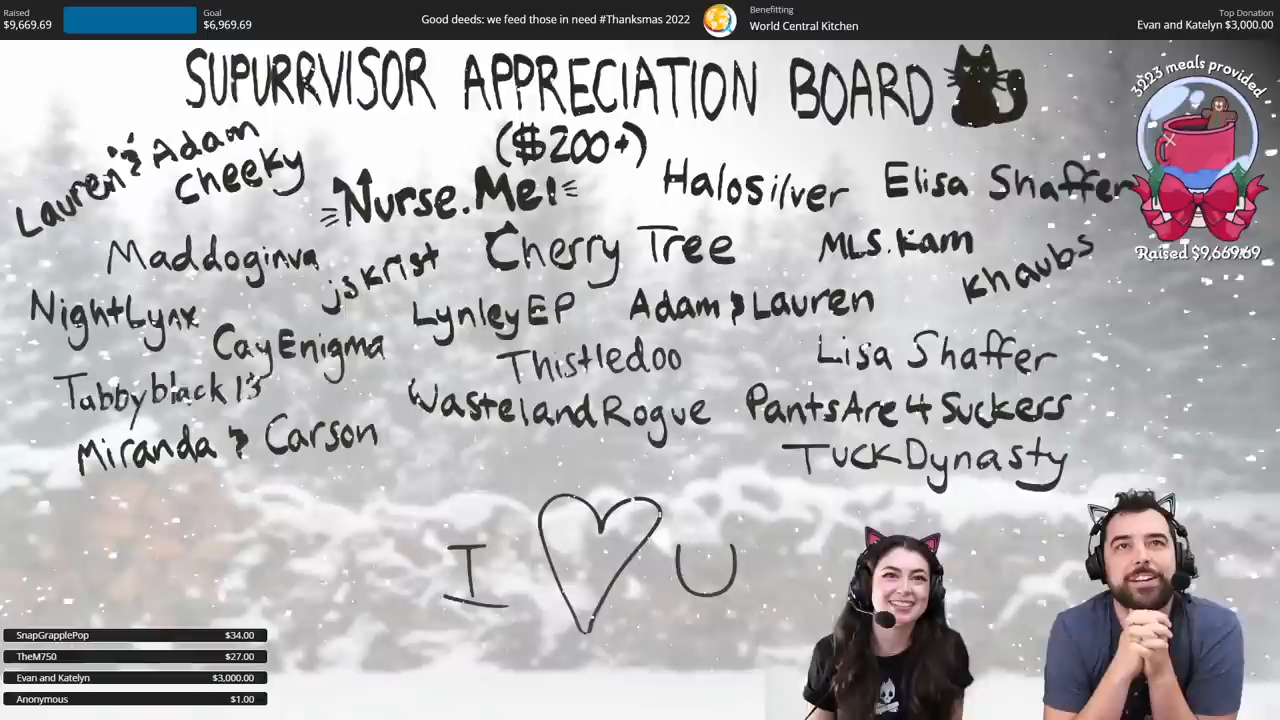 Raised
$9,669.69
Goal
$6,969.69
Good deeds: we feed those in need #Thanksmas 2022
Benefitting
World Central Kitchen
Top Donation
Evan and Katelyn $3,000.00
SUPURRVISOR APPRECIATION BOARD
($200+)
3223 meals provided
Raised $9,669.69
Lauren & Adam
Cheeky
Nurse.Me!
Halosilver
Elisa Shaffer
Maddoginva
jskrist
Cherry Tree
MLS.Kam
Khaubs
NightLynx
CayEnigma
LynleyEP
Adam & Lauren
Thistledoo
Lisa Shaffer
Tabbyblack13
WastelandRogue
PantsAre4Suckers
Miranda & Carson
TuckDynasty
I ♡ U
SnapGrapplePop $34.00
TheM750 $27.00
Evan and Katelyn $3,000.00
Anonymous $1.00